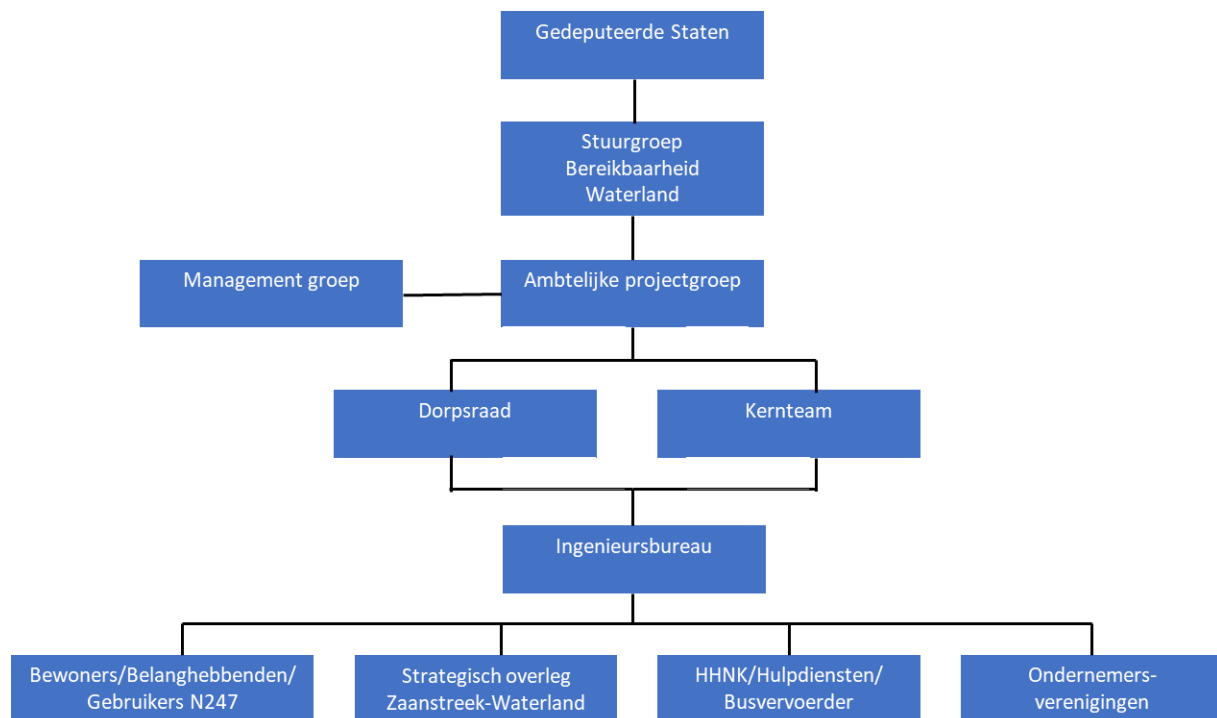 Gedeputeerde Staten
Stuurgroep
Bereikbaarheid
Waterland
Management groep
Ambtelijke projectgroep
Dorpsraad
Kernteam
Ingenieursbureau
Bewoners/Belanghebbenden/
Gebruikers N247
Strategisch overleg
Zaanstreek-Waterland
HHNK/Hulpdiensten/
Busvervoerder
Ondernemers-
verenigingen